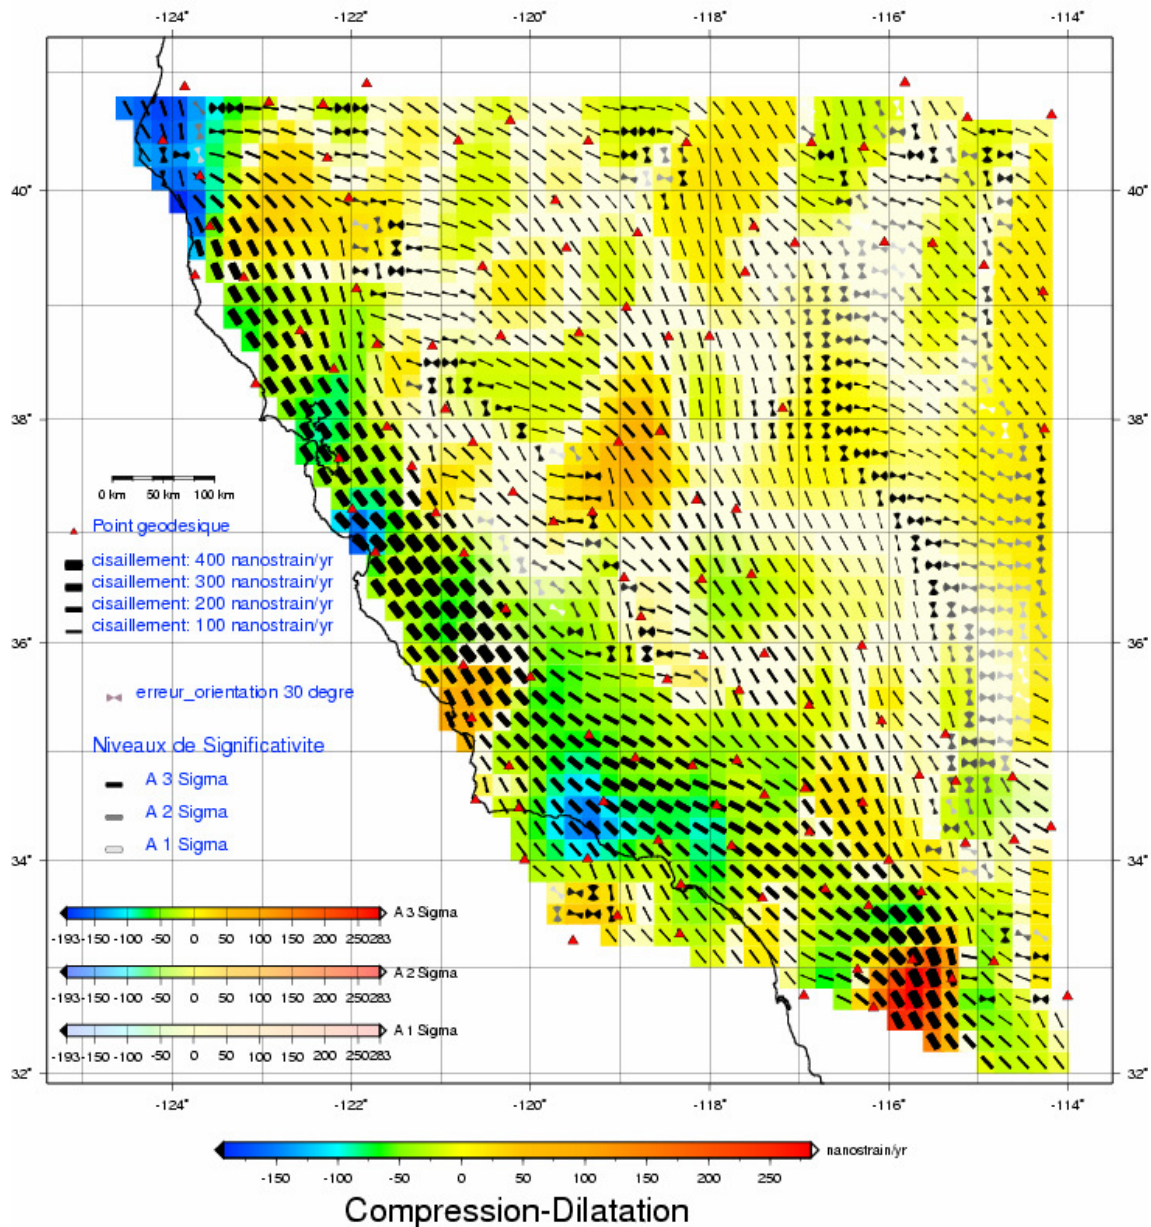 -124° -122° -120° -118° -116° -114°
40° 40°
38° 38°
0 km 50 km 100 km
Point geodesique
cisaillement: 400 nanostrain/yr
cisaillement: 300 nanostrain/yr
cisaillement: 200 nanostrain/yr
cisaillement: 100 nanostrain/yr
36° 36°
erreur_orientation 30 degre
Niveaux de Significativite
A 3 Sigma
A 2 Sigma
A 1 Sigma
34° 34°
A 3 Sigma
-193 -150 -100 -50 0 50 100 150 200 250 283
A 2 Sigma
-193 -150 -100 -50 0 50 100 150 200 250 283
A 1 Sigma
-193 -150 -100 -50 0 50 100 150 200 250 283
32° 32°
-124° -122° -120° -118° -116° -114°
nanostrain/yr
-150 -100 -50 0 50 100 150 200 250
Compression-Dilatation